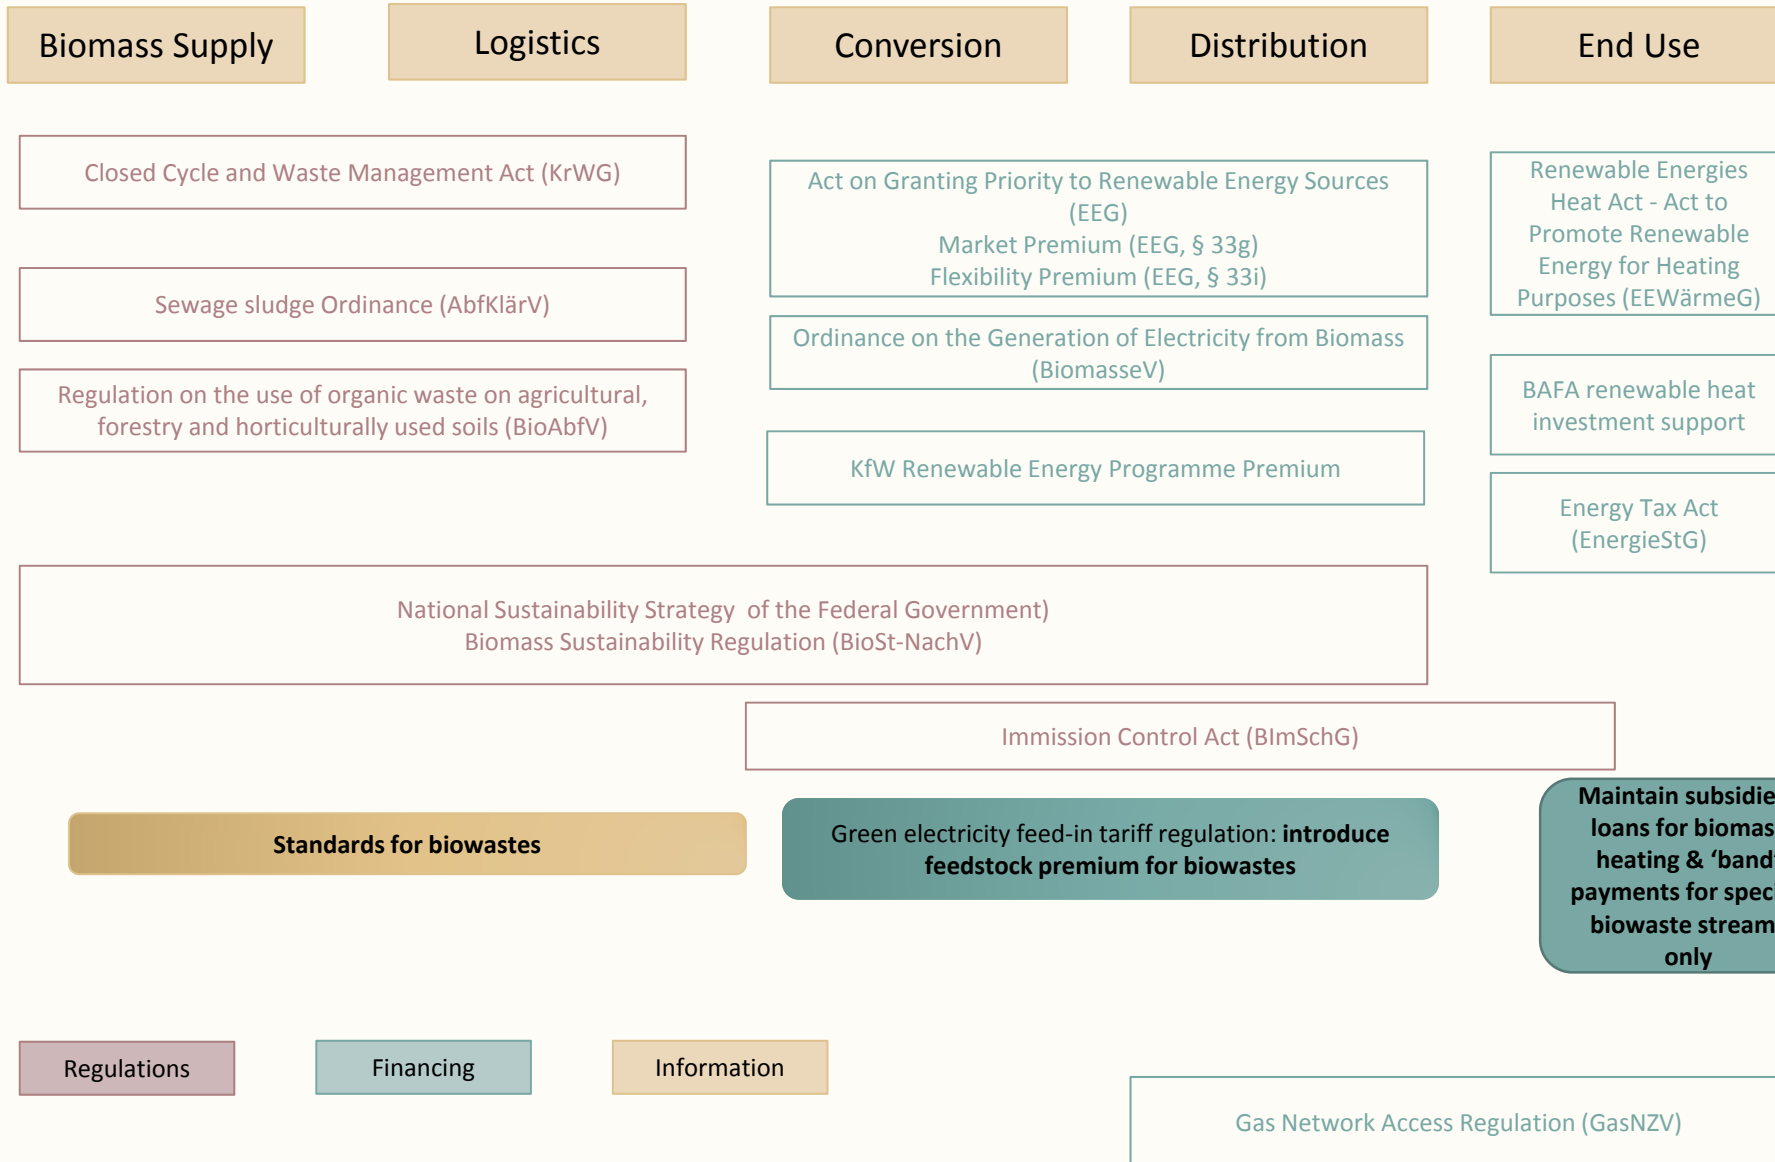 Biomass Supply
Logistics
Conversion
Distribution
End Use
Closed Cycle and Waste Management Act (KrWG)
Sewage sludge Ordinance (AbfKlärV)
Regulation on the use of organic waste on agricultural,
forestry and horticulturally used soils (BioAbfV)
Act on Granting Priority to Renewable Energy Sources
(EEG)
Market Premium (EEG, § 33g)
Flexibility Premium (EEG, § 33i)
Ordinance on the Generation of Electricity from Biomass
(BiomasseV)
KfW Renewable Energy Programme Premium
Renewable Energies
Heat Act - Act to
Promote Renewable
Energy for Heating
Purposes (EEWärmeG)
BAFA renewable heat
investment support
Energy Tax Act
(EnergieStG)
National Sustainability Strategy of the Federal Government)
Biomass Sustainability Regulation (BioSt-NachV)
Immission Control Act (BImSchG)
Standards for biowastes
Green electricity feed-in tariff regulation: introduce
feedstock premium for biowastes
Maintain
loans for
heating &
payments for
biowaste
only
Regulations
Financing
Information
Gas Network Access Regulation (GasNZV)